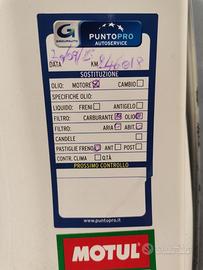 G
GROUPAUTO
PUNTOPRO
AUTOSERVICE
DATA
KM
SOSTITUZIONE
OLIO: MOTORE CAMBIO
SPECIFICHE OLIO:
LIQUIDO: FRENI ANTIGELO
FILTRO: CARBURANTE OLIO
FILTRO: ARIA ABIT.
CANDELE
PASTIGLIE FRENO ANT POST
CONTR. CLIMA Q.TÀ
PROSSIMO CONTROLLO
www.puntopro.it
MOTUL